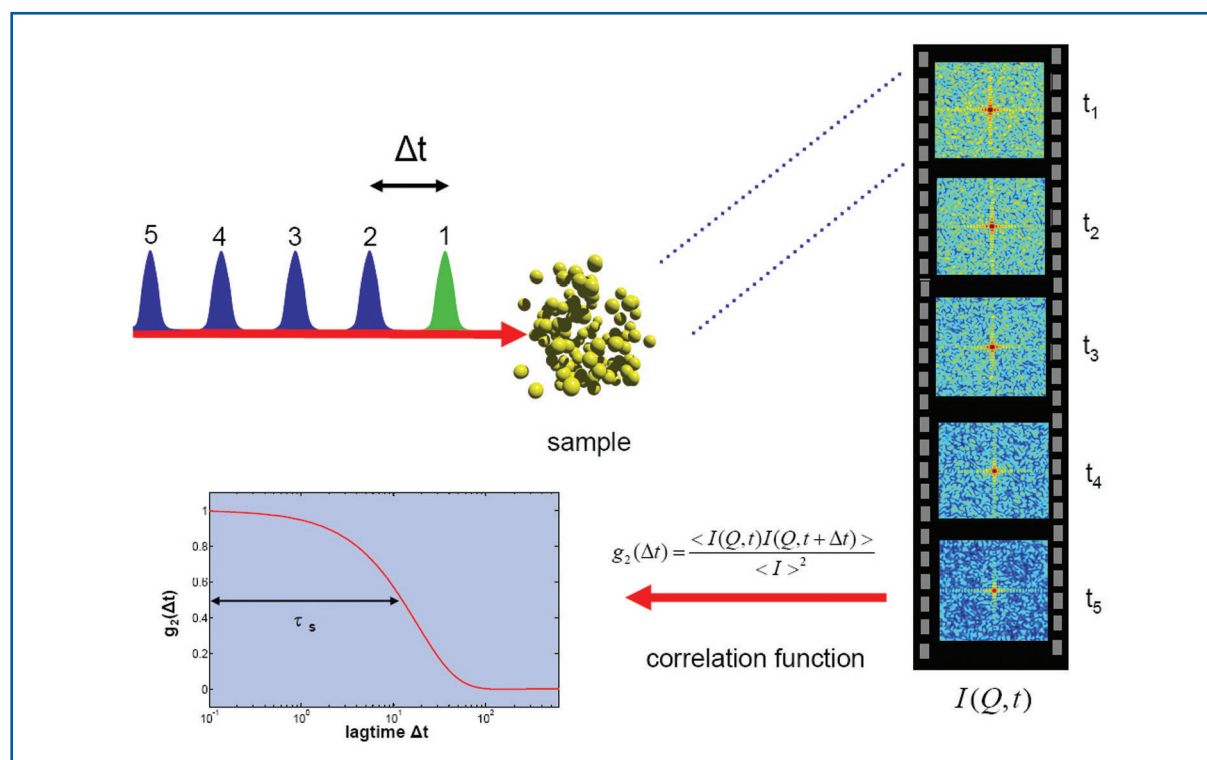 Δt
5 4 3 2 1
sample
t1
t2
t3
t4
t5
I(Q,t)
g2(Δt) = <I(Q,t)I(Q,t+Δt)> / <I>²
correlation function
g2(Δt)
1
0.8
0.6
0.4
0.2
0
τ s
10⁻¹ 10⁰ 10¹ 10²
lagtime Δt